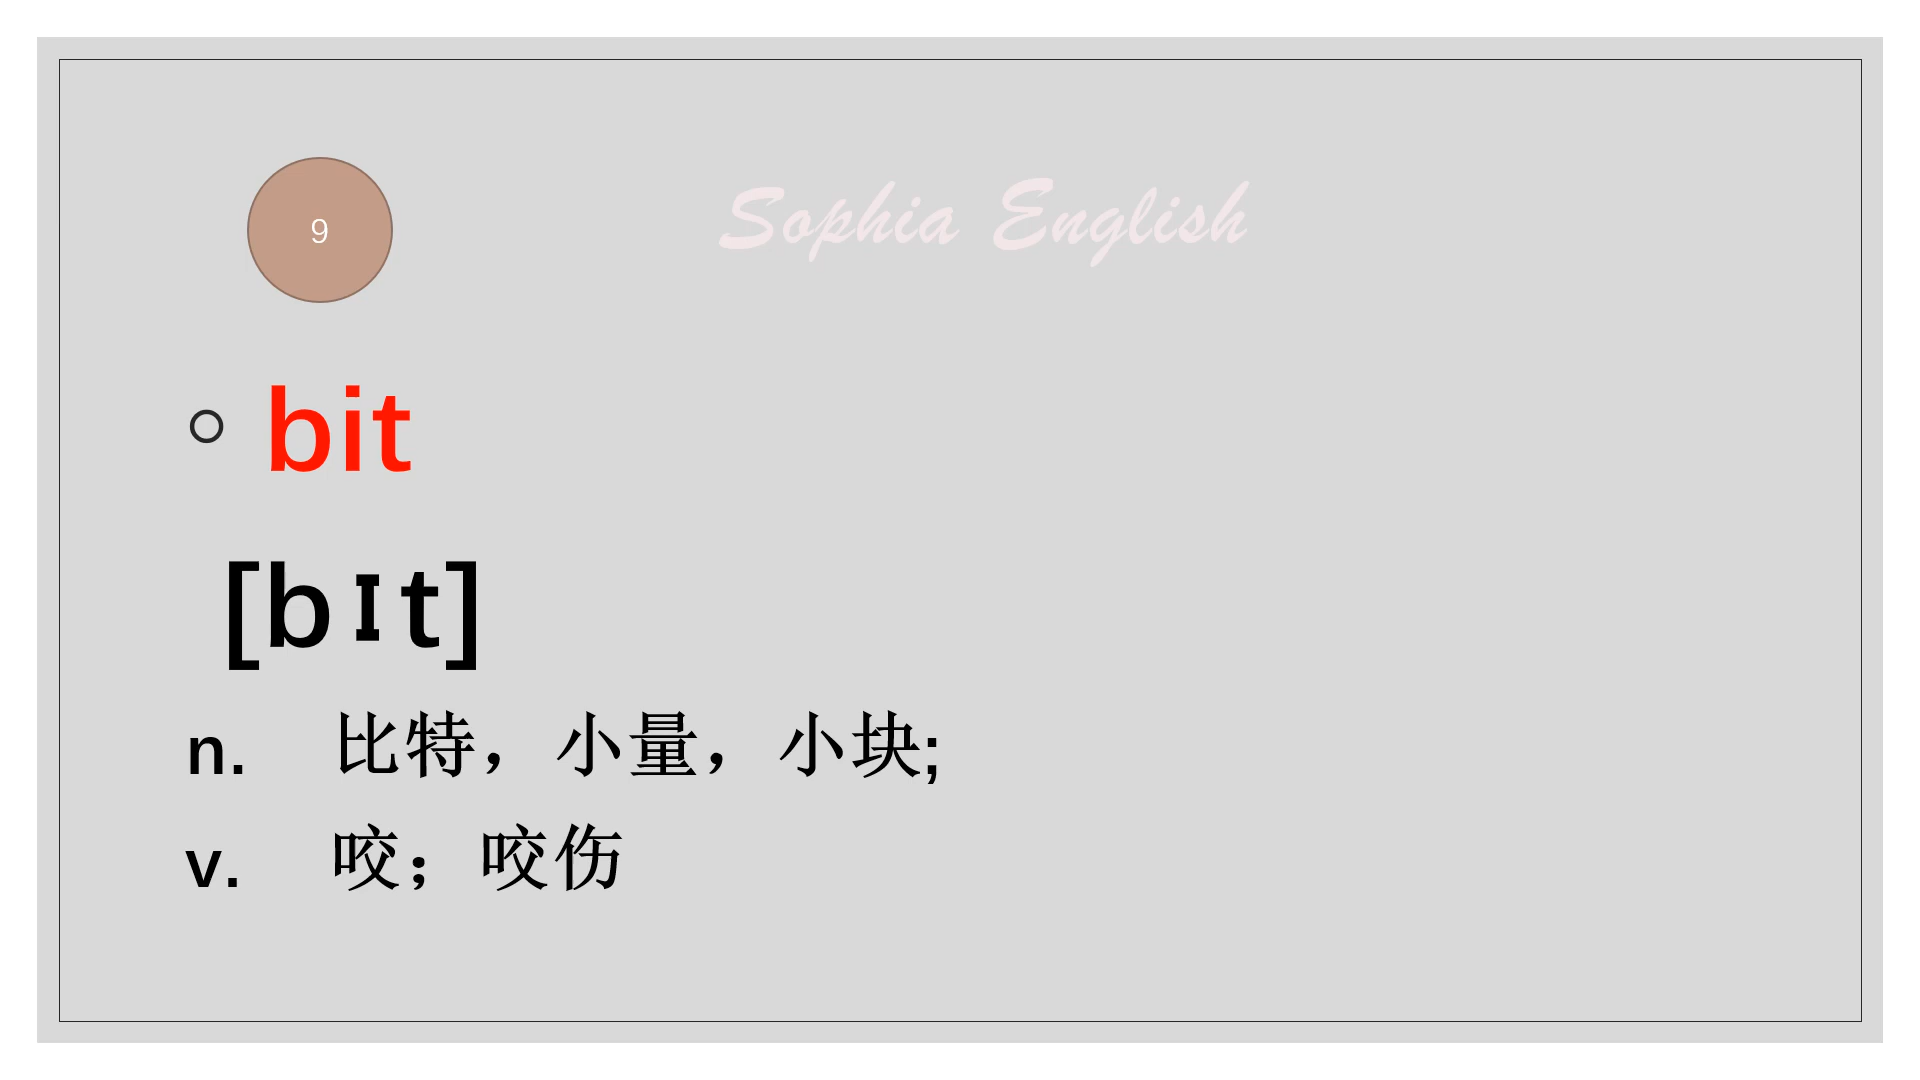 9
Sophia English
bit
[bɪt]
n. 比特，小量，小块;
v. 咬；咬伤